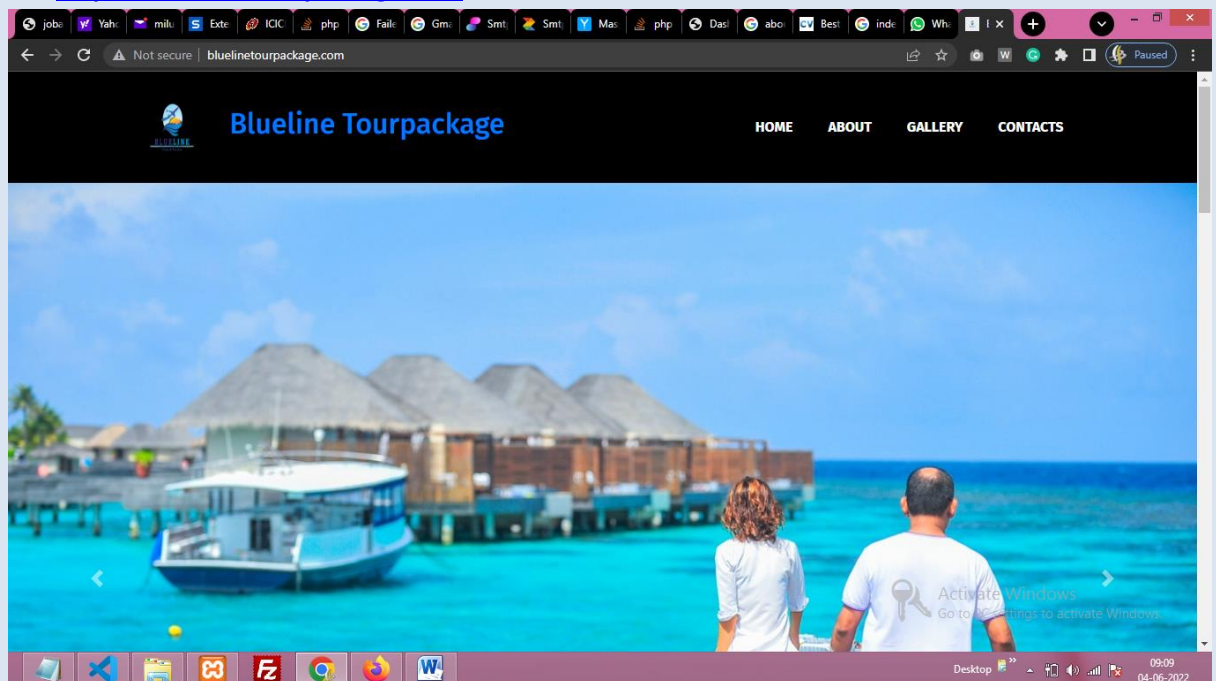 joba
Yaho
milu
Exte
ICIC
php
Faile
Gma
Smt
Smt
Mas
php
Dasl
abo
Best
inde
Wha
Not secure | bluelinetourpackage.com
Paused
BLUELINE
Blueline Tourpackage
HOME ABOUT GALLERY CONTACTS
Activate Windows
Go to PC settings to activate Windows.
Desktop
09:09
04-06-2022